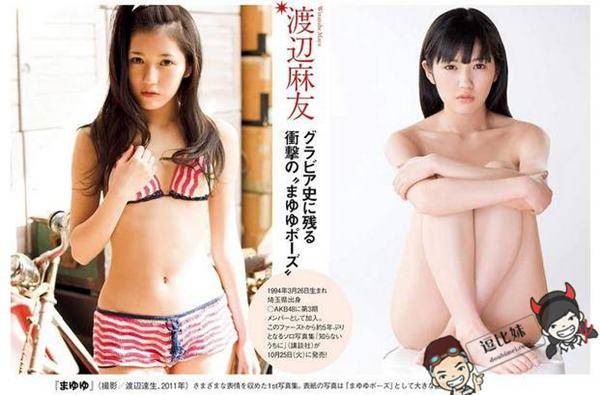 Watanabe Mayu
渡辺麻友
グラビア史に残る
衝撃の“まゆゆポーズ”
1994年3月26日生まれ
埼玉県出身
○AKB48に第3期
メンバーとして加入。
このファーストから約5年ぶり
となるソロ写真集『知らない
うちに』(講談社)が
10月25日(火)に発売!
『まゆゆ』(撮影/渡辺達生、2011年)さまざまな表情を収めた1st写真集。表紙の写真は「まゆゆポーズ」として大きな
逗比妹